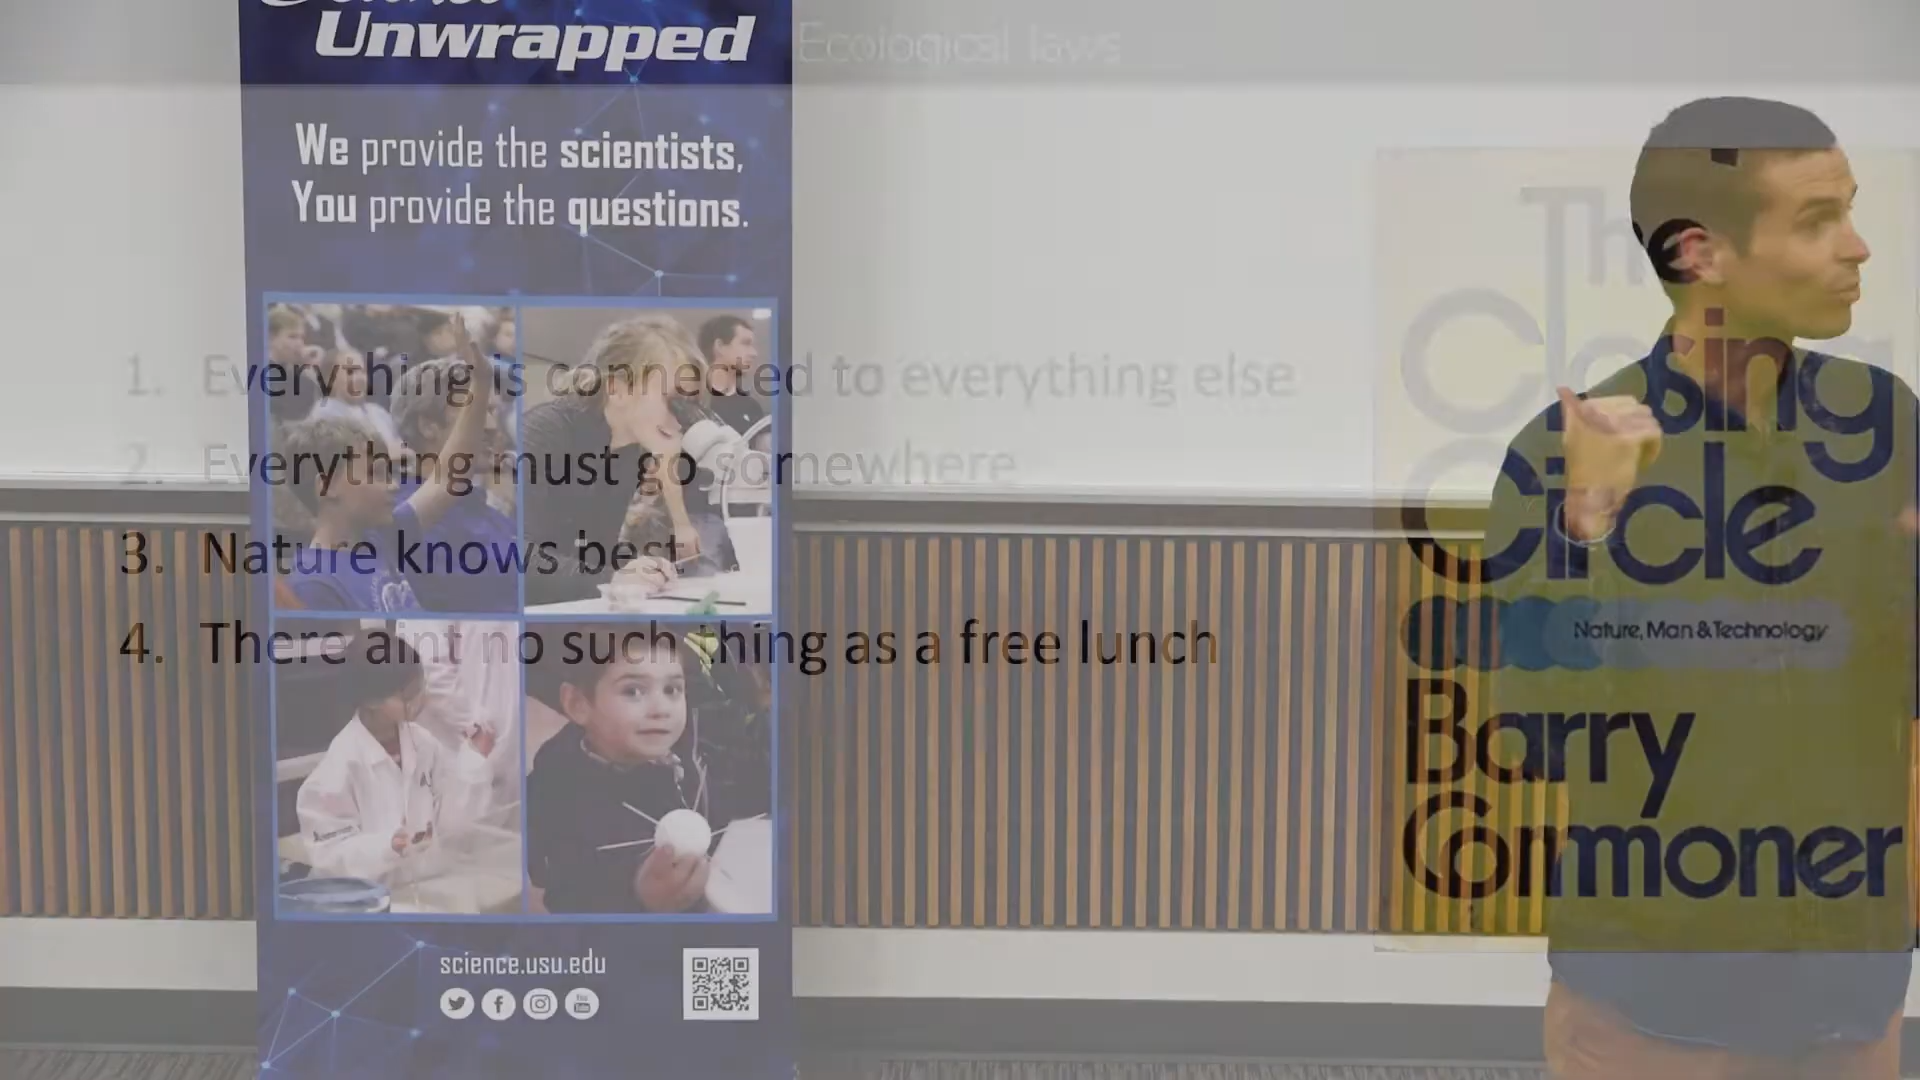 Unwrapped
Ecological laws
We provide the scientists,
You provide the questions.
1. Everything is connected to everything else
2. Everything must go somewhere
3. Nature knows best
4. There aint no such thing as a free lunch
The
Closing
Circle
Nature, Man & Technology
Barry
Commoner
science.usu.edu